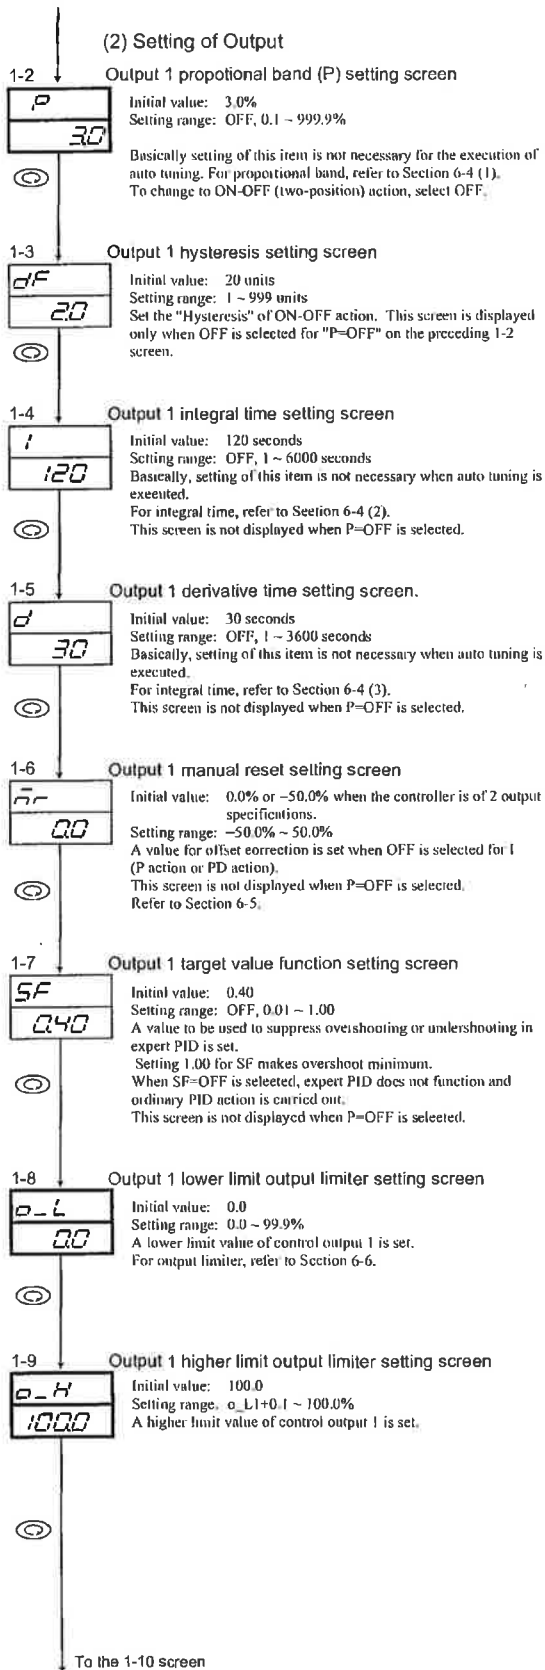 (2) Setting of Output
1-2
Output 1 propotional band (P) setting screen
P
3.0
Initial value: 3.0%
Setting range: OFF, 0.1 ~ 999.9%
Basically setting of this item is not necessary for the execution of
auto tuning. For proportional band, refer to Section 6-4 (1).
To change to ON-OFF (two-position) action, select OFF.
1-3
Output 1 hysteresis setting screen
dF
2.0
Initial value: 20 units
Setting range: 1 ~ 999 units
Set the "Hysteresis" of ON-OFF action. This screen is displayed
only when OFF is selected for "P=OFF" on the preceding 1-2
screen.
1-4
Output 1 integral time setting screen
I
120
Initial value: 120 seconds
Setting range: OFF, 1 ~ 6000 seconds
Basically, setting of this item is not necessary when auto tuning is
executed.
For integral time, refer to Section 6-4 (2).
This screen is not displayed when P=OFF is selected.
1-5
Output 1 derivative time setting screen.
d
30
Initial value: 30 seconds
Setting range: OFF, 1 ~ 3600 seconds
Basically, setting of this item is not necessary when auto tuning is
executed.
For integral time, refer to Section 6-4 (3).
This screen is not displayed when P=OFF is selected.
1-6
Output 1 manual reset setting screen
0.0
Initial value: 0.0% or −50.0% when the controller is of 2 output
specifications.
Setting range: −50.0% ~ 50.0%
A value for offset correction is set when OFF is selected for I
(P action or PD action).
This screen is not displayed when P=OFF is selected.
Refer to Section 6-5.
1-7
Output 1 target value function setting screen
SF
0.40
Initial value: 0.40
Setting range: OFF, 0.01 ~ 1.00
A value to be used to suppress overshooting or undershooting in
expert PID is set.
Setting 1.00 for SF makes overshoot minimum.
When SF=OFF is selected, expert PID does not function and
ordinary PID action is carried out.
This screen is not displayed when P=OFF is selected.
1-8
Output 1 lower limit output limiter setting screen
o_L
0.0
Initial value: 0.0
Setting range: 0.0 ~ 99.9%
A lower limit value of control output 1 is set.
For output limiter, refer to Section 6-6.
1-9
Output 1 higher limit output limiter setting screen
o_H
100.0
Initial value: 100.0
Setting range. o_L1+0.1 ~ 100.0%
A higher limit value of control output 1 is set.
To the 1-10 screen